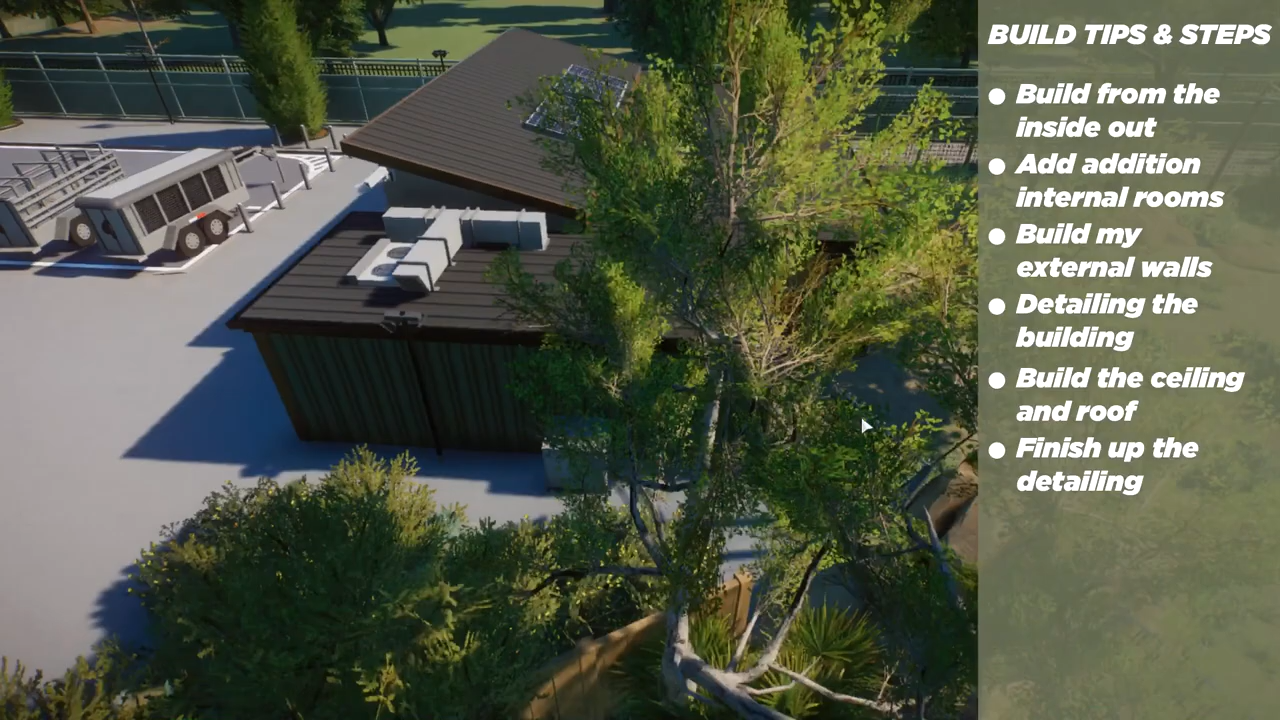 BUILD TIPS & STEPS
● Build from the
inside out
● Add addition
internal rooms
● Build my
external walls
● Detailing the
building
● Build the ceiling
and roof
● Finish up the
detailing